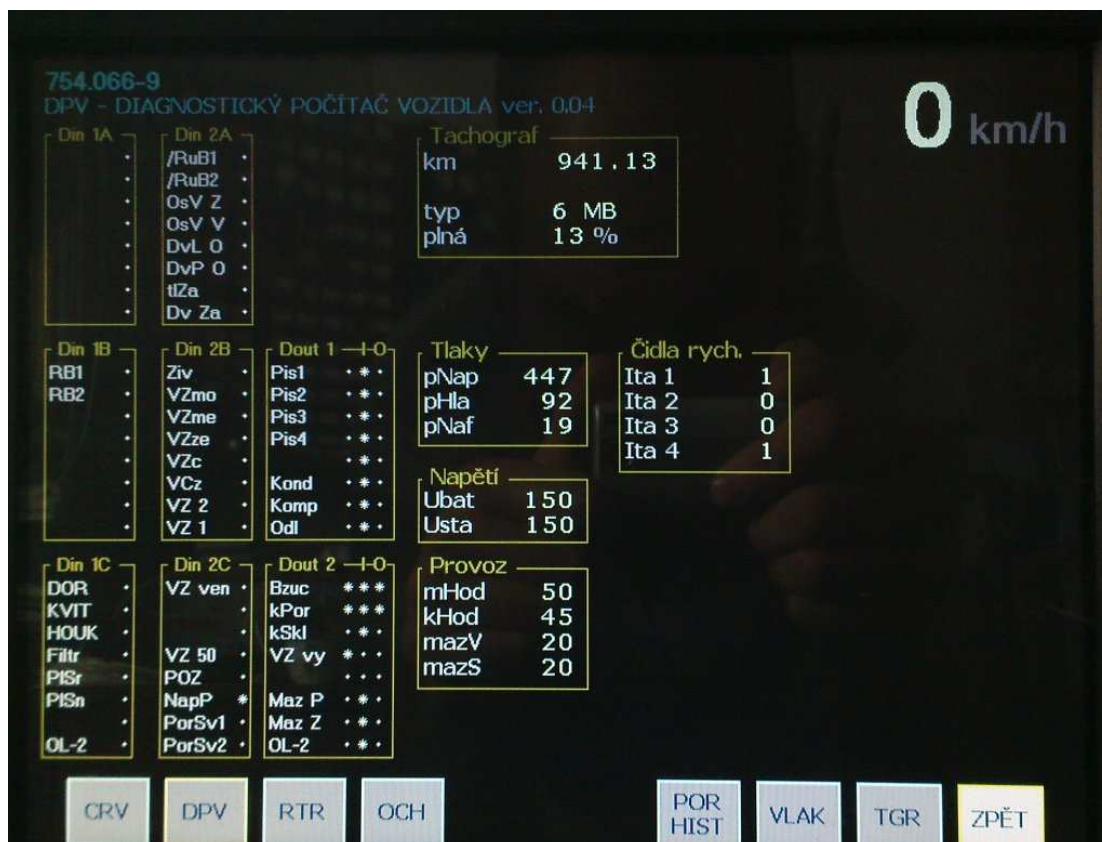 754.066-9
DPV - DIAGNOSTICKÝ POČÍTAČ VOZIDLA ver. 0.04
0 km/h
Din 1A
Din 2A
/RuB1
/RuB2
OsV Z
OsV V
DvL O
DvP O
tlZa
Dv Za
Tachograf
km 941.13
typ 6 MB
plná 13 %
Din 1B
RB1
RB2
Din 2B
Ziv
VZmo
VZme
VZze
VZc
VCz
VZ 2
VZ 1
Dout 1 I-O
Pis1 · * ·
Pis2 · * ·
Pis3 · * ·
Pis4 · * ·
· * ·
Kond · * ·
Komp · * ·
Odl · * ·
Tlaky
pNap 447
pHla 92
pNaf 19
Čidla rych.
Ita 1 1
Ita 2 0
Ita 3 0
Ita 4 1
Napětí
Ubat 150
Usta 150
Din 1C
DOR
KVIT
HOUK
Filtr
PISr
PISn
OL-2
Din 2C
VZ ven
VZ 50
POZ
NapP *
PorSv1
PorSv2
Dout 2 I-O
Bzuc * * *
kPor * * *
kSkl · * ·
VZ vy * · ·
· · ·
Maz P · * ·
Maz Z · * ·
OL-2 · * ·
Provoz
mHod 50
kHod 45
mazV 20
mazS 20
CRV
DPV
RTR
OCH
POR
HIST
VLAK
TGR
ZPĚT